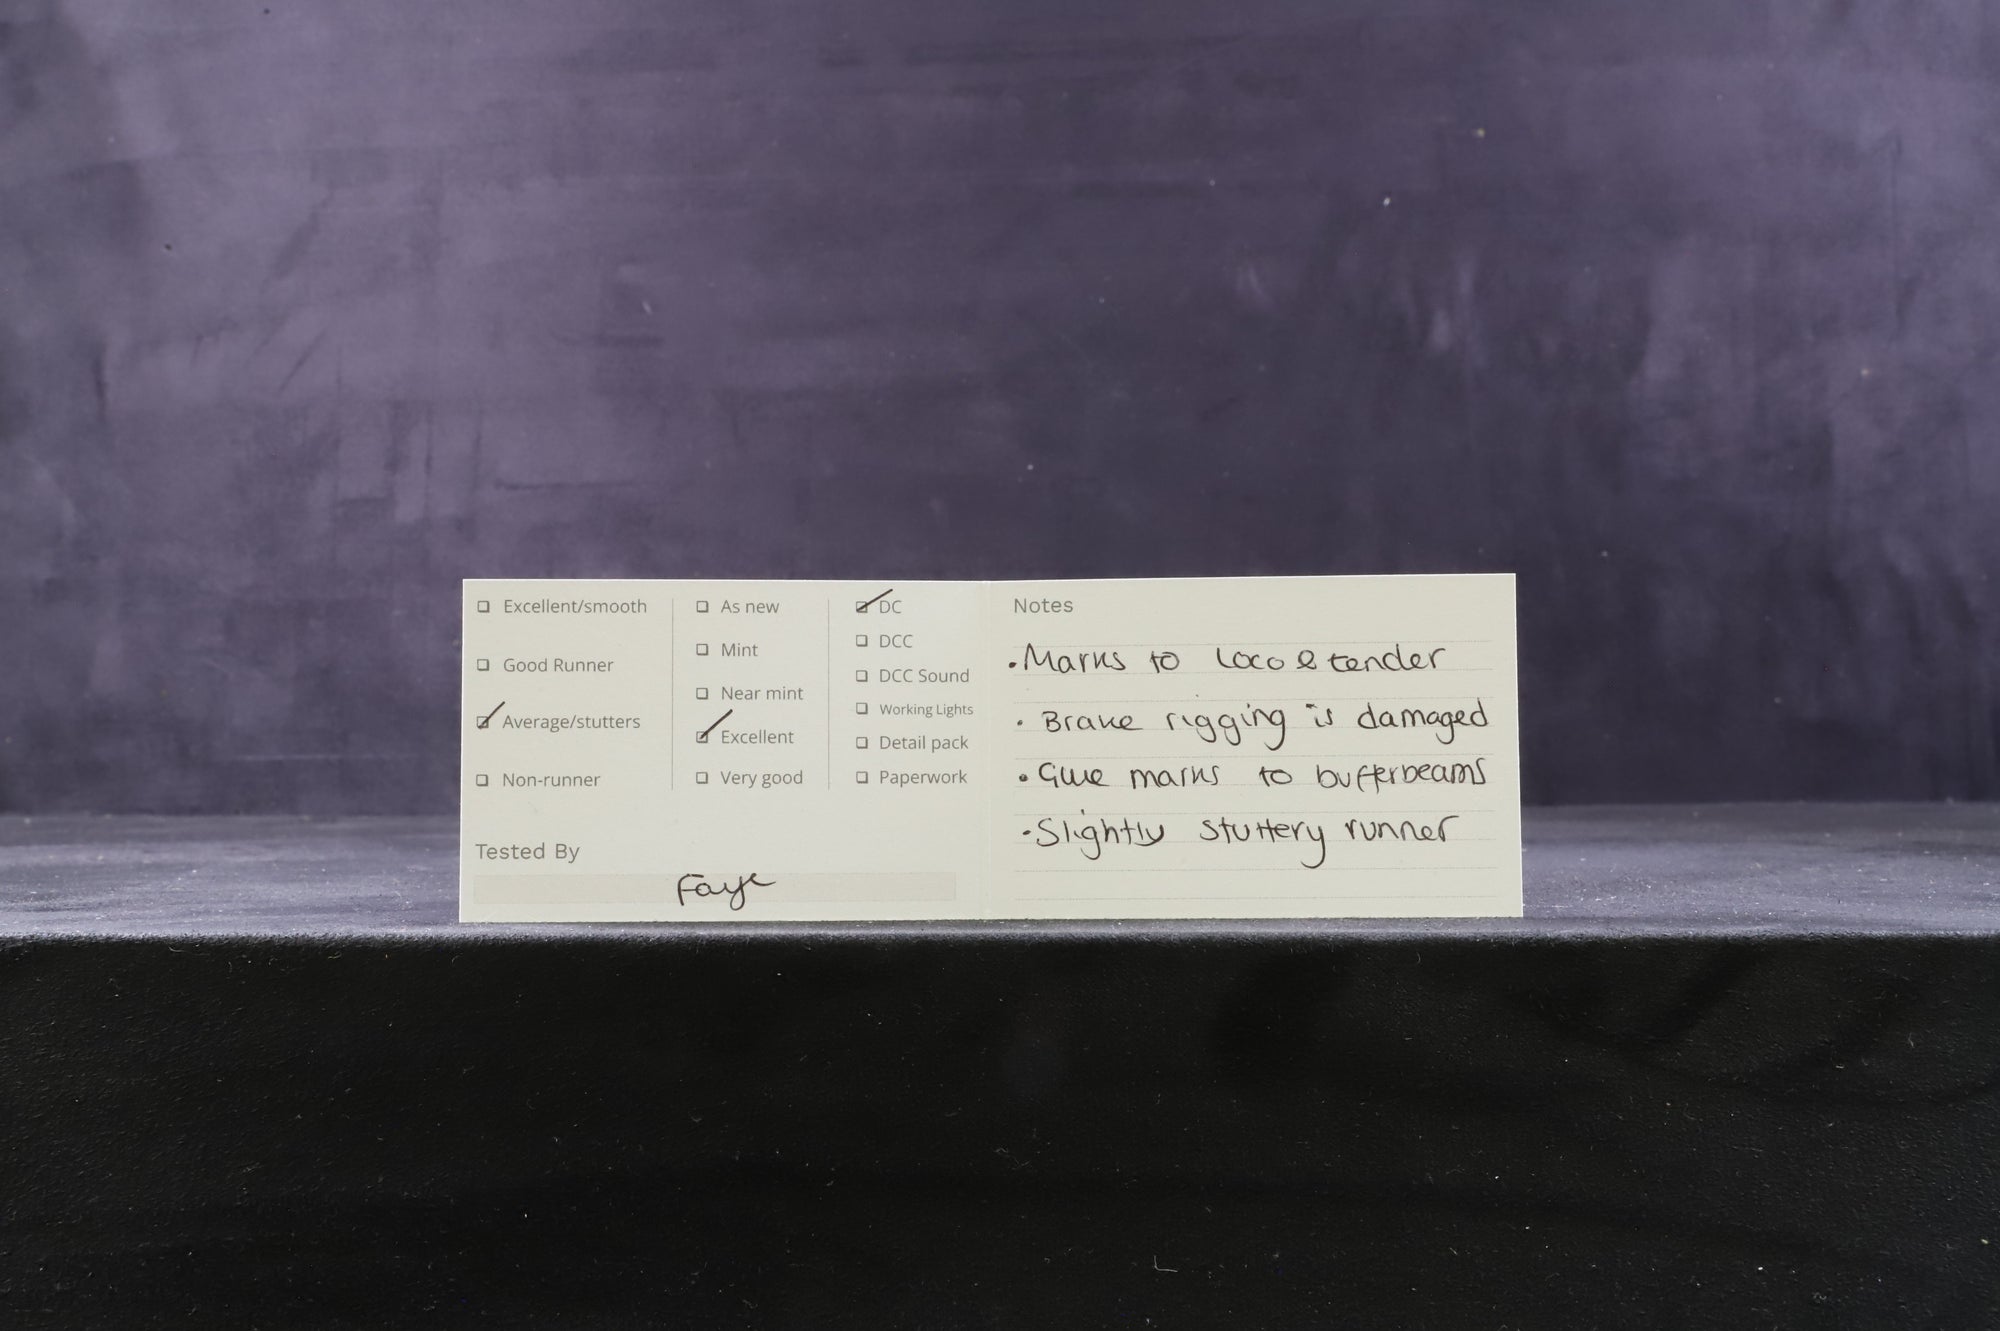 ☐ Excellent/smooth
☐ Good Runner
☑ Average/stutters
☐ Non-runner
☐ As new
☐ Mint
☐ Near mint
☑ Excellent
☐ Very good
☑ DC
☐ DCC
☐ DCC Sound
☐ Working Lights
☐ Detail pack
☐ Paperwork
Tested By
Faye
Notes
• Marks to loco & tender
• Brake rigging is damaged
• Glue marks to bufferbeams
• Slightly stuttery runner